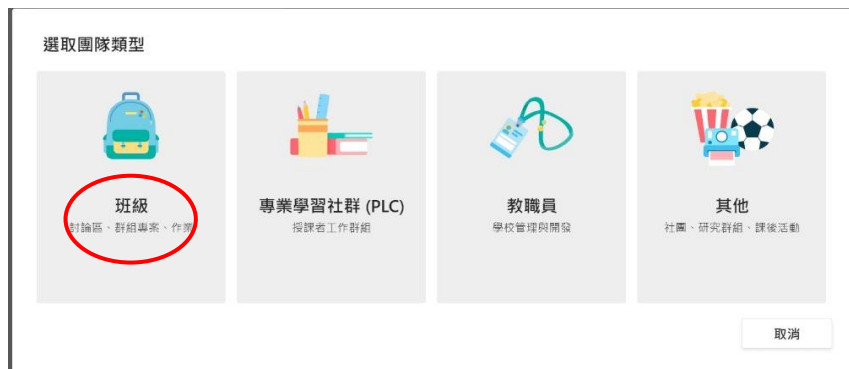 選取團隊類型
班級
討論區、群組專案、作業
專業學習社群 (PLC)
授課者工作群組
教職員
學校管理與開發
其他
社團、研究群組、課後活動
取消